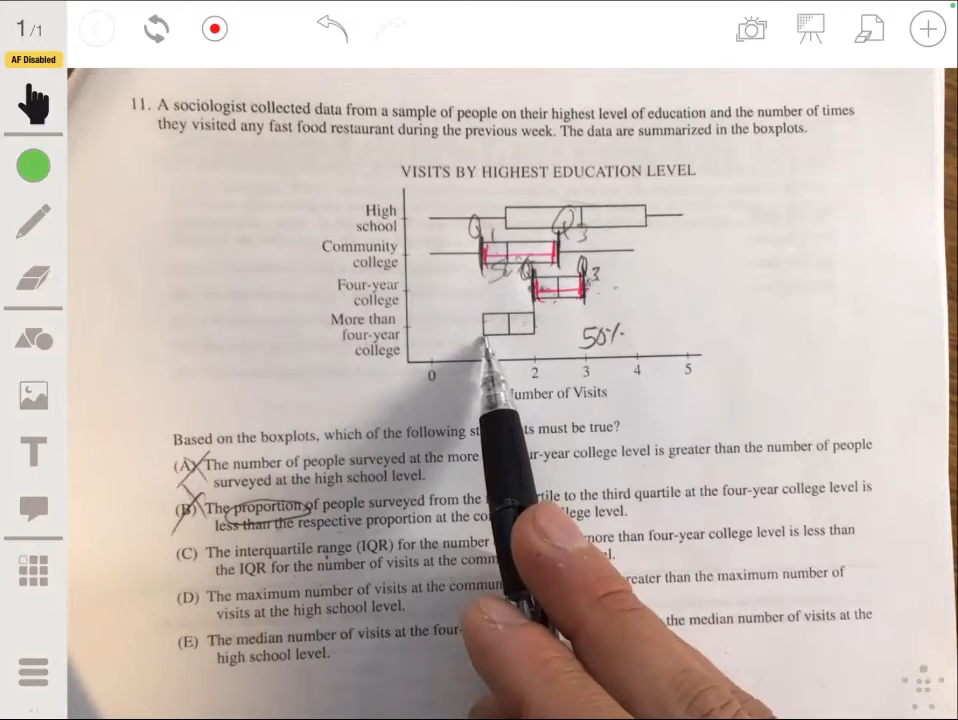 1/1
AF Disabled
11. A sociologist collected data from a sample of people on their highest level of education and the number of times
they visited any fast food restaurant during the previous week. The data are summarized in the boxplots.
VISITS BY HIGHEST EDUCATION LEVEL
High
school
Q1 Q3
Community
college
Q3
Four-year
college
More than
four-year
college
50%
0 2 3 4 5
umber of Visits
Based on the boxplots, which of the following st ts must be true?
(A) The number of people surveyed at the more ur-year college level is greater than the number of people
surveyed at the high school level.
(B) The proportion of people surveyed from the tile to the third quartile at the four-year college level is
less than the respective proportion at the co lege level.
(C) The interquartile range (IQR) for the number more than four-year college level is less than
the IQR for the number of visits at the comm l.
(D) The maximum number of visits at the commun reater than the maximum number of
visits at the high school level.
(E) The median number of visits at the four- the median number of visits at the
high school level.
T